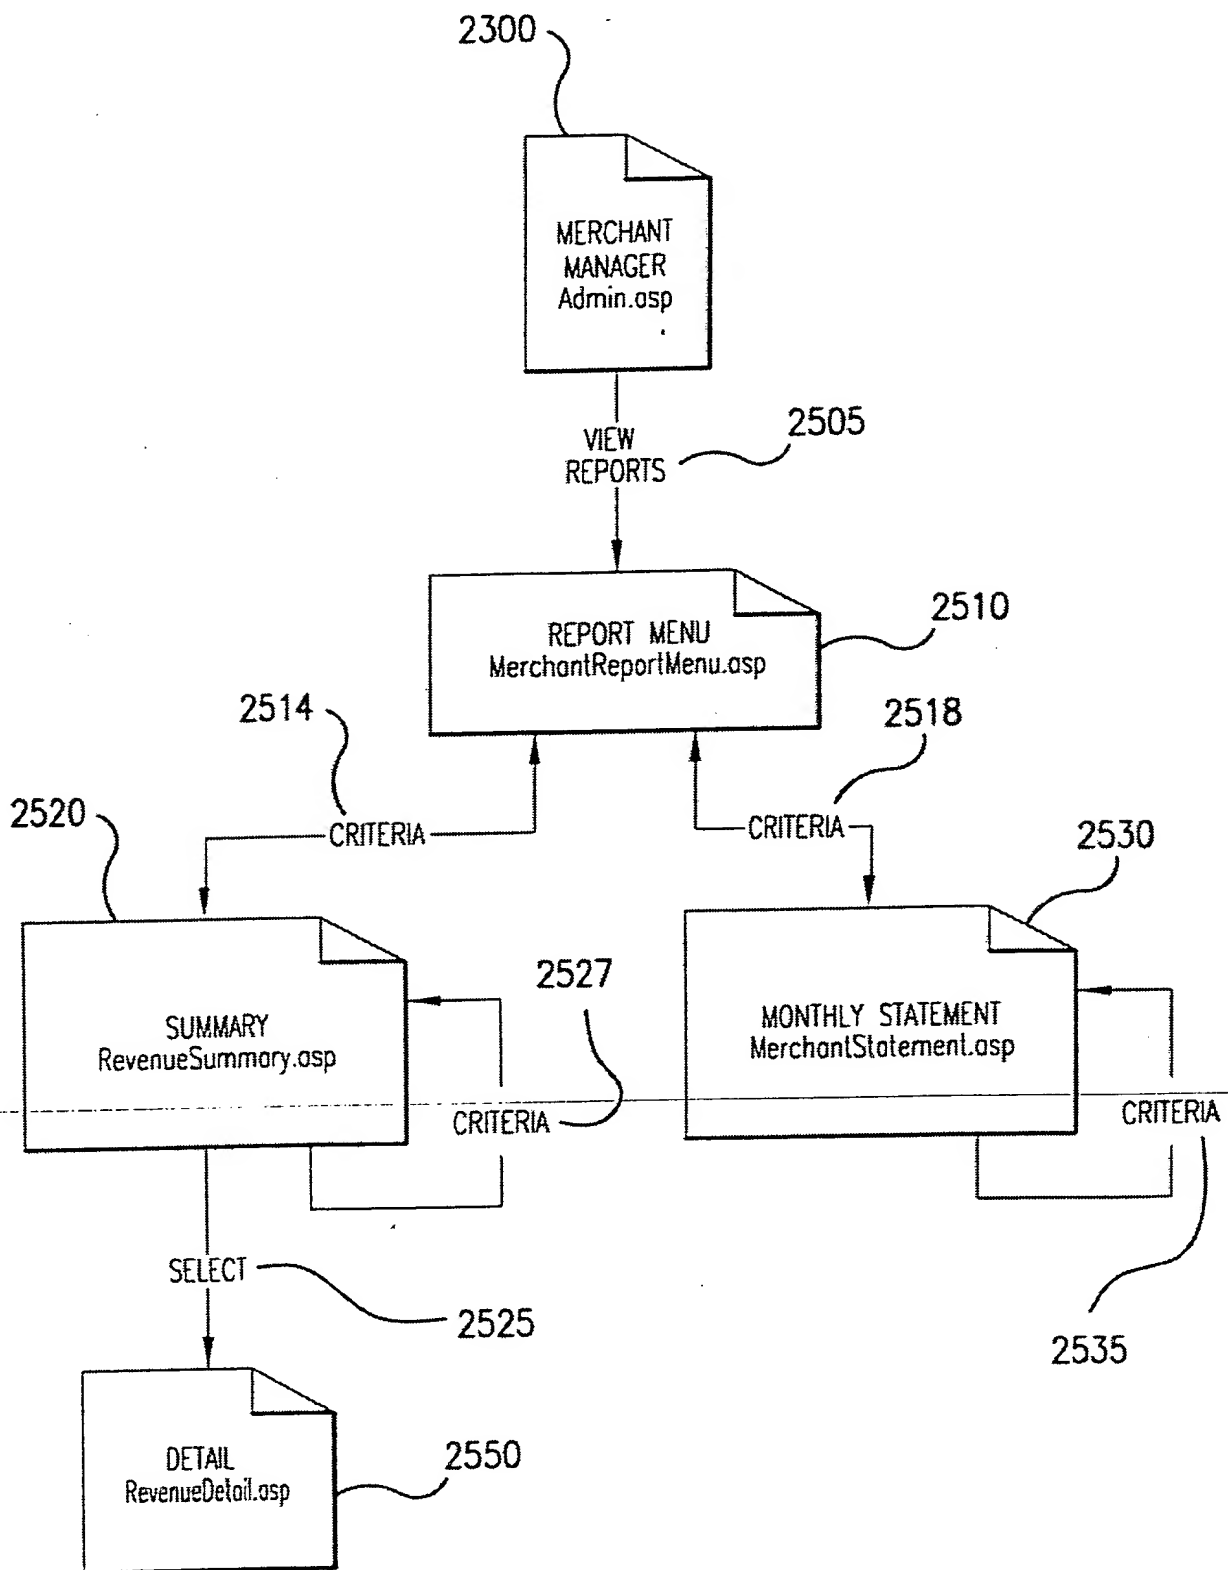 2300
MERCHANT
MANAGER
Admin.asp
VIEW
REPORTS
2505
REPORT MENU
MerchantReportMenu.asp
2510
2514
2518
CRITERIA
CRITERIA
2520
2530
SUMMARY
RevenueSummary.asp
2527
CRITERIA
MONTHLY STATEMENT
MerchantStatement.asp
CRITERIA
SELECT
2525
2535
DETAIL
RevenueDetail.asp
2550